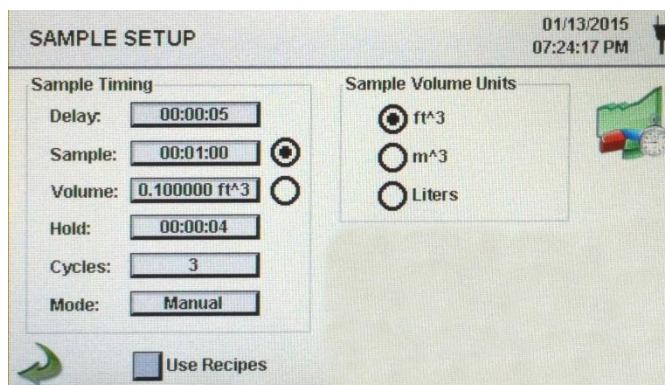 SAMPLE SETUP
01/13/2015
07:24:17 PM
Sample Timing
Delay: 00:00:05
Sample: 00:01:00
Volume: 0.100000 ft^3
Hold: 00:00:04
Cycles: 3
Mode: Manual
Use Recipes
Sample Volume Units
ft^3
m^3
Liters